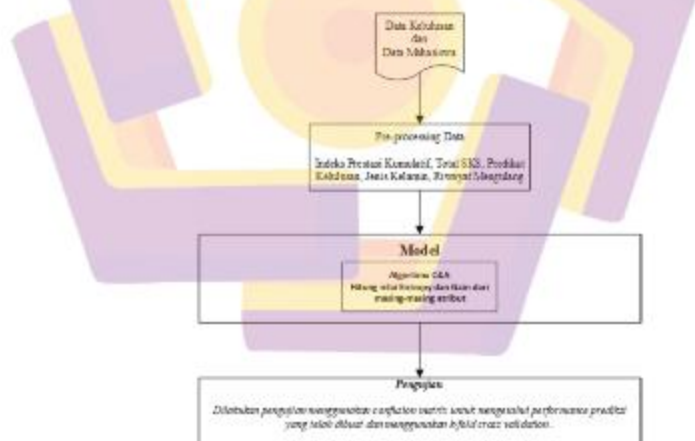 Data Kelulusan
dan
Data Mahasiswa
Pre-processing Data
Indeks Prestasi Kumulatif, Total SKS, Predikat
Kelulusan, Jenis Kelamin, Riwayat Mengulang
Model
Algoritma C4.5
Hitung nilai Entropy dan Gain dari
masing-masing atribut
Pengujian
Dilakukan pengujian menggunakan confusion matrix untuk mengetahui performance prediksi
yang telah dibuat dan menggunakan k-fold cross validation.